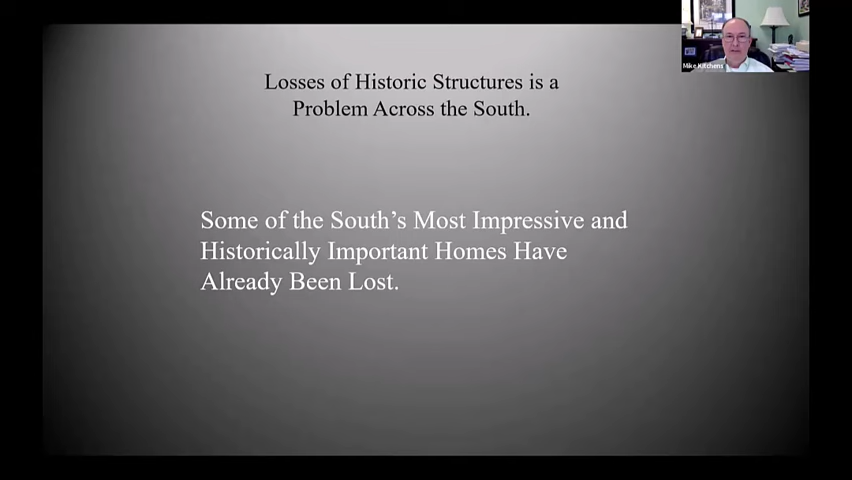 Losses of Historic Structures is a
Problem Across the South.
Mike Kitchens
Some of the South's Most Impressive and
Historically Important Homes Have
Already Been Lost.